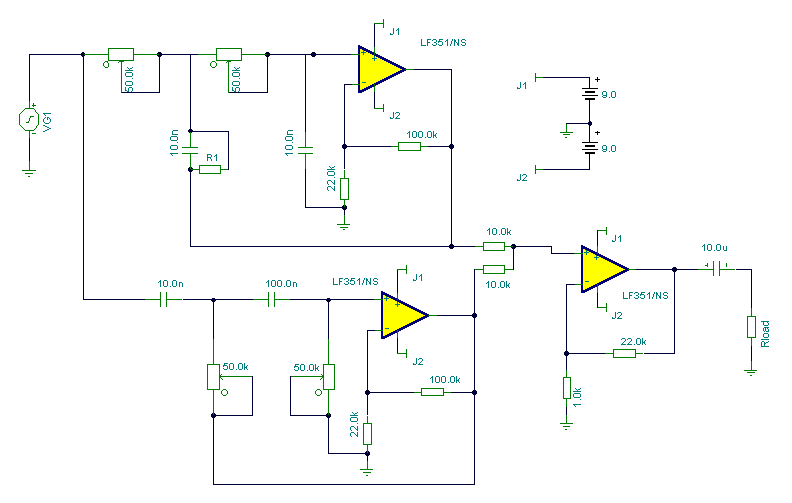 J1
LF351/NS
50.0k
50.0k
J1
9.0
VG1
J2
10.0n
10.0n
100.0k
R1
9.0
22.0k
J2
10.0k
J1
10.0u
10.0n
100.0n
LF351/NS
J1
10.0k
LF351/NS
J2
Rload
22.0k
J2
50.0k
50.0k
100.0k
1.0k
22.0k